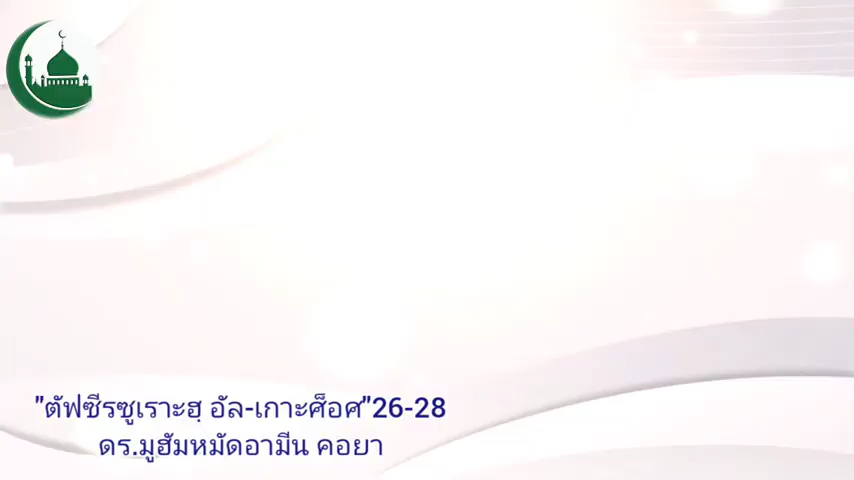 "ตัฟซีรซูเราะฮฺ อัล-เกาะศ็อศ"26-28
ดร.มูฮัมหมัดอามีน คอยา